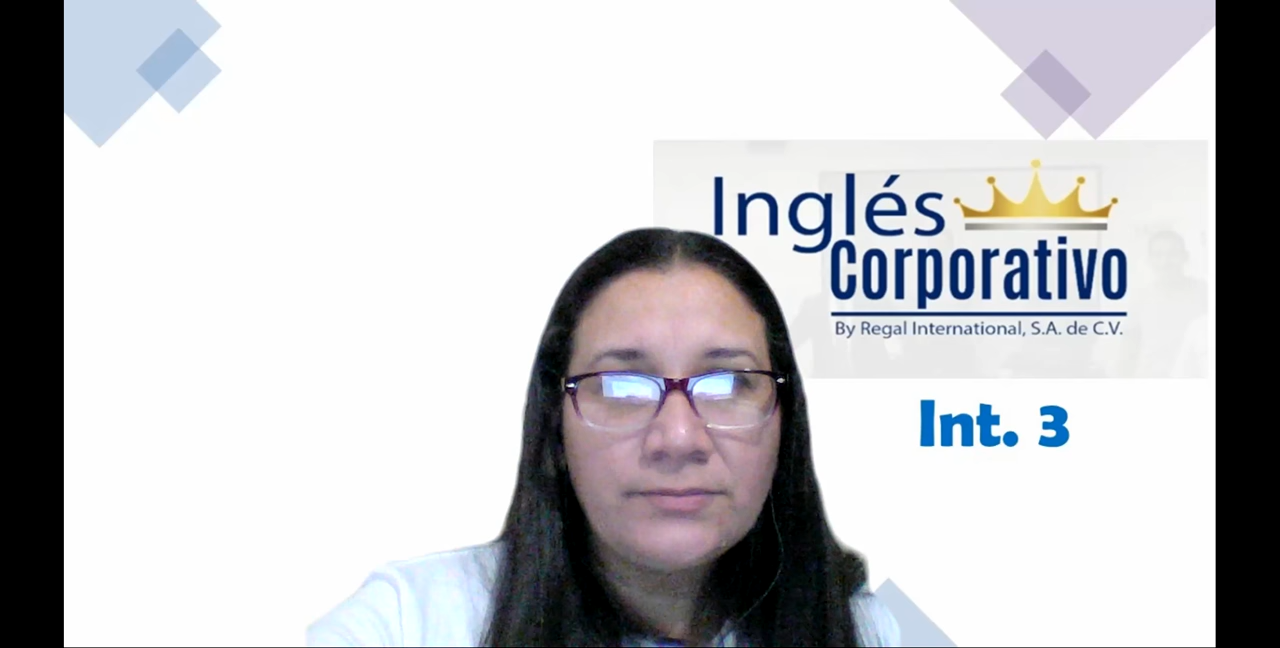 Inglés
Corporativo
By Regal International, S.A. de C.V.
Int. 3